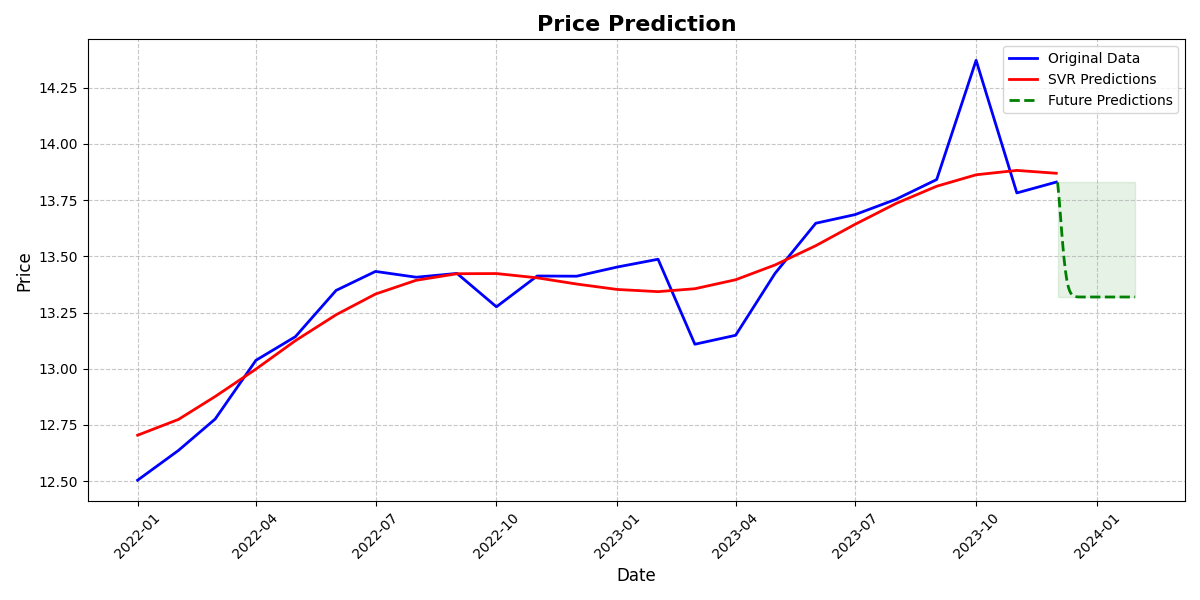 Price Prediction
Original Data
SVR Predictions
Future Predictions
Price
14.25
14.00
13.75
13.50
13.25
13.00
12.75
12.50
2022-01
2022-04
2022-07
2022-10
2023-01
2023-04
2023-07
2023-10
2024-01
Date